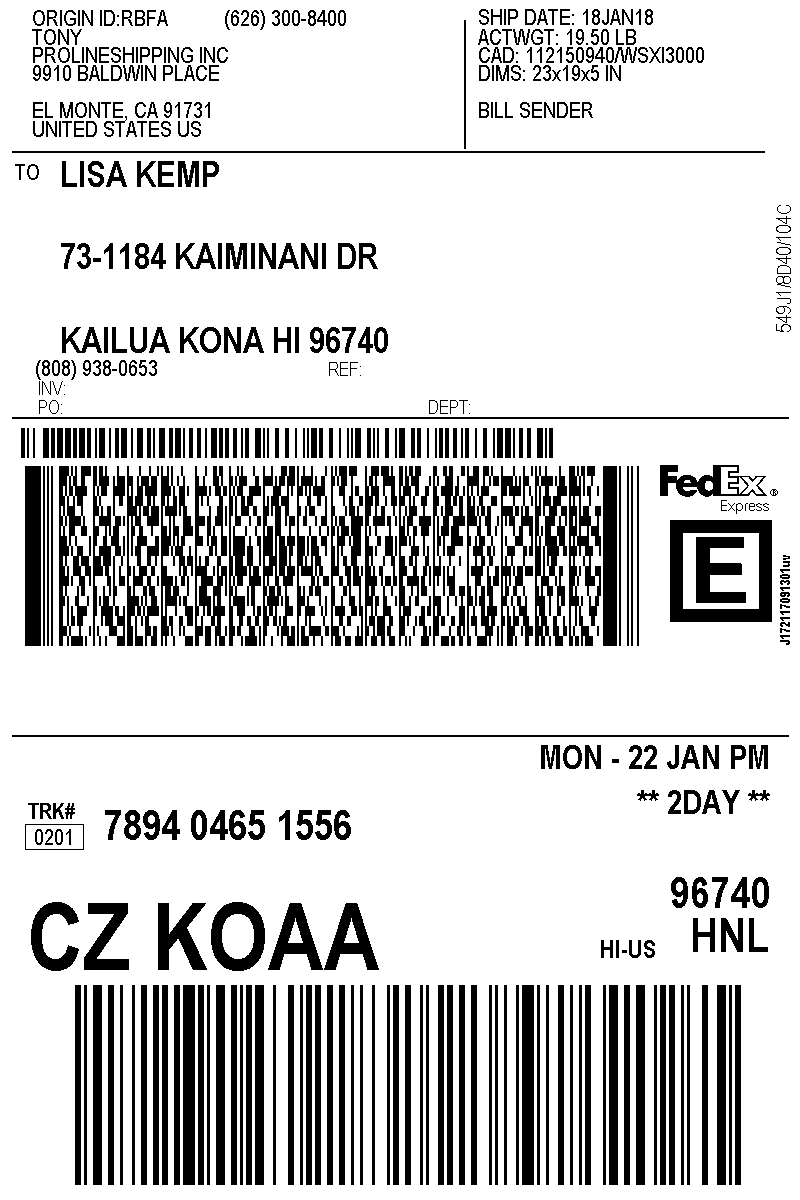 ORIGIN ID:RBFA (626) 300-8400
TONY
PROLINESHIPPING INC
9910 BALDWIN PLACE
EL MONTE, CA 91731
UNITED STATES US
SHIP DATE: 18JAN18
ACTWGT: 19.50 LB
CAD: 112150940/WSXI3000
DIMS: 23x19x5 IN
BILL SENDER
TO LISA KEMP
73-1184 KAIMINANI DR
KAILUA KONA HI 96740
(808) 938-0653 REF:
INV:
PO: DEPT:
549J1/8D40/104C
FedEx®
Express
E
J172117091301uv
MON - 22 JAN PM
** 2DAY **
TRK#
0201 7894 0465 1556
96740
CZ KOAA HI-US HNL